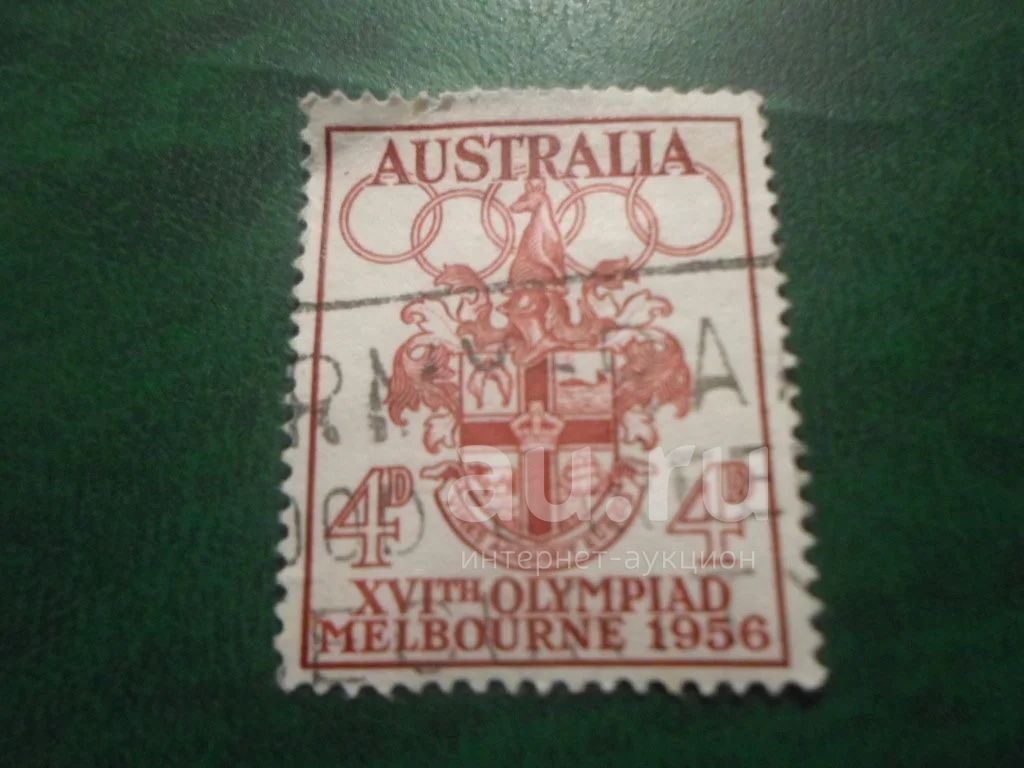 AUSTRALIA
4D 4D
au.ru
интернет-аукцион
XVITH OLYMPIAD
MELBOURNE 1956